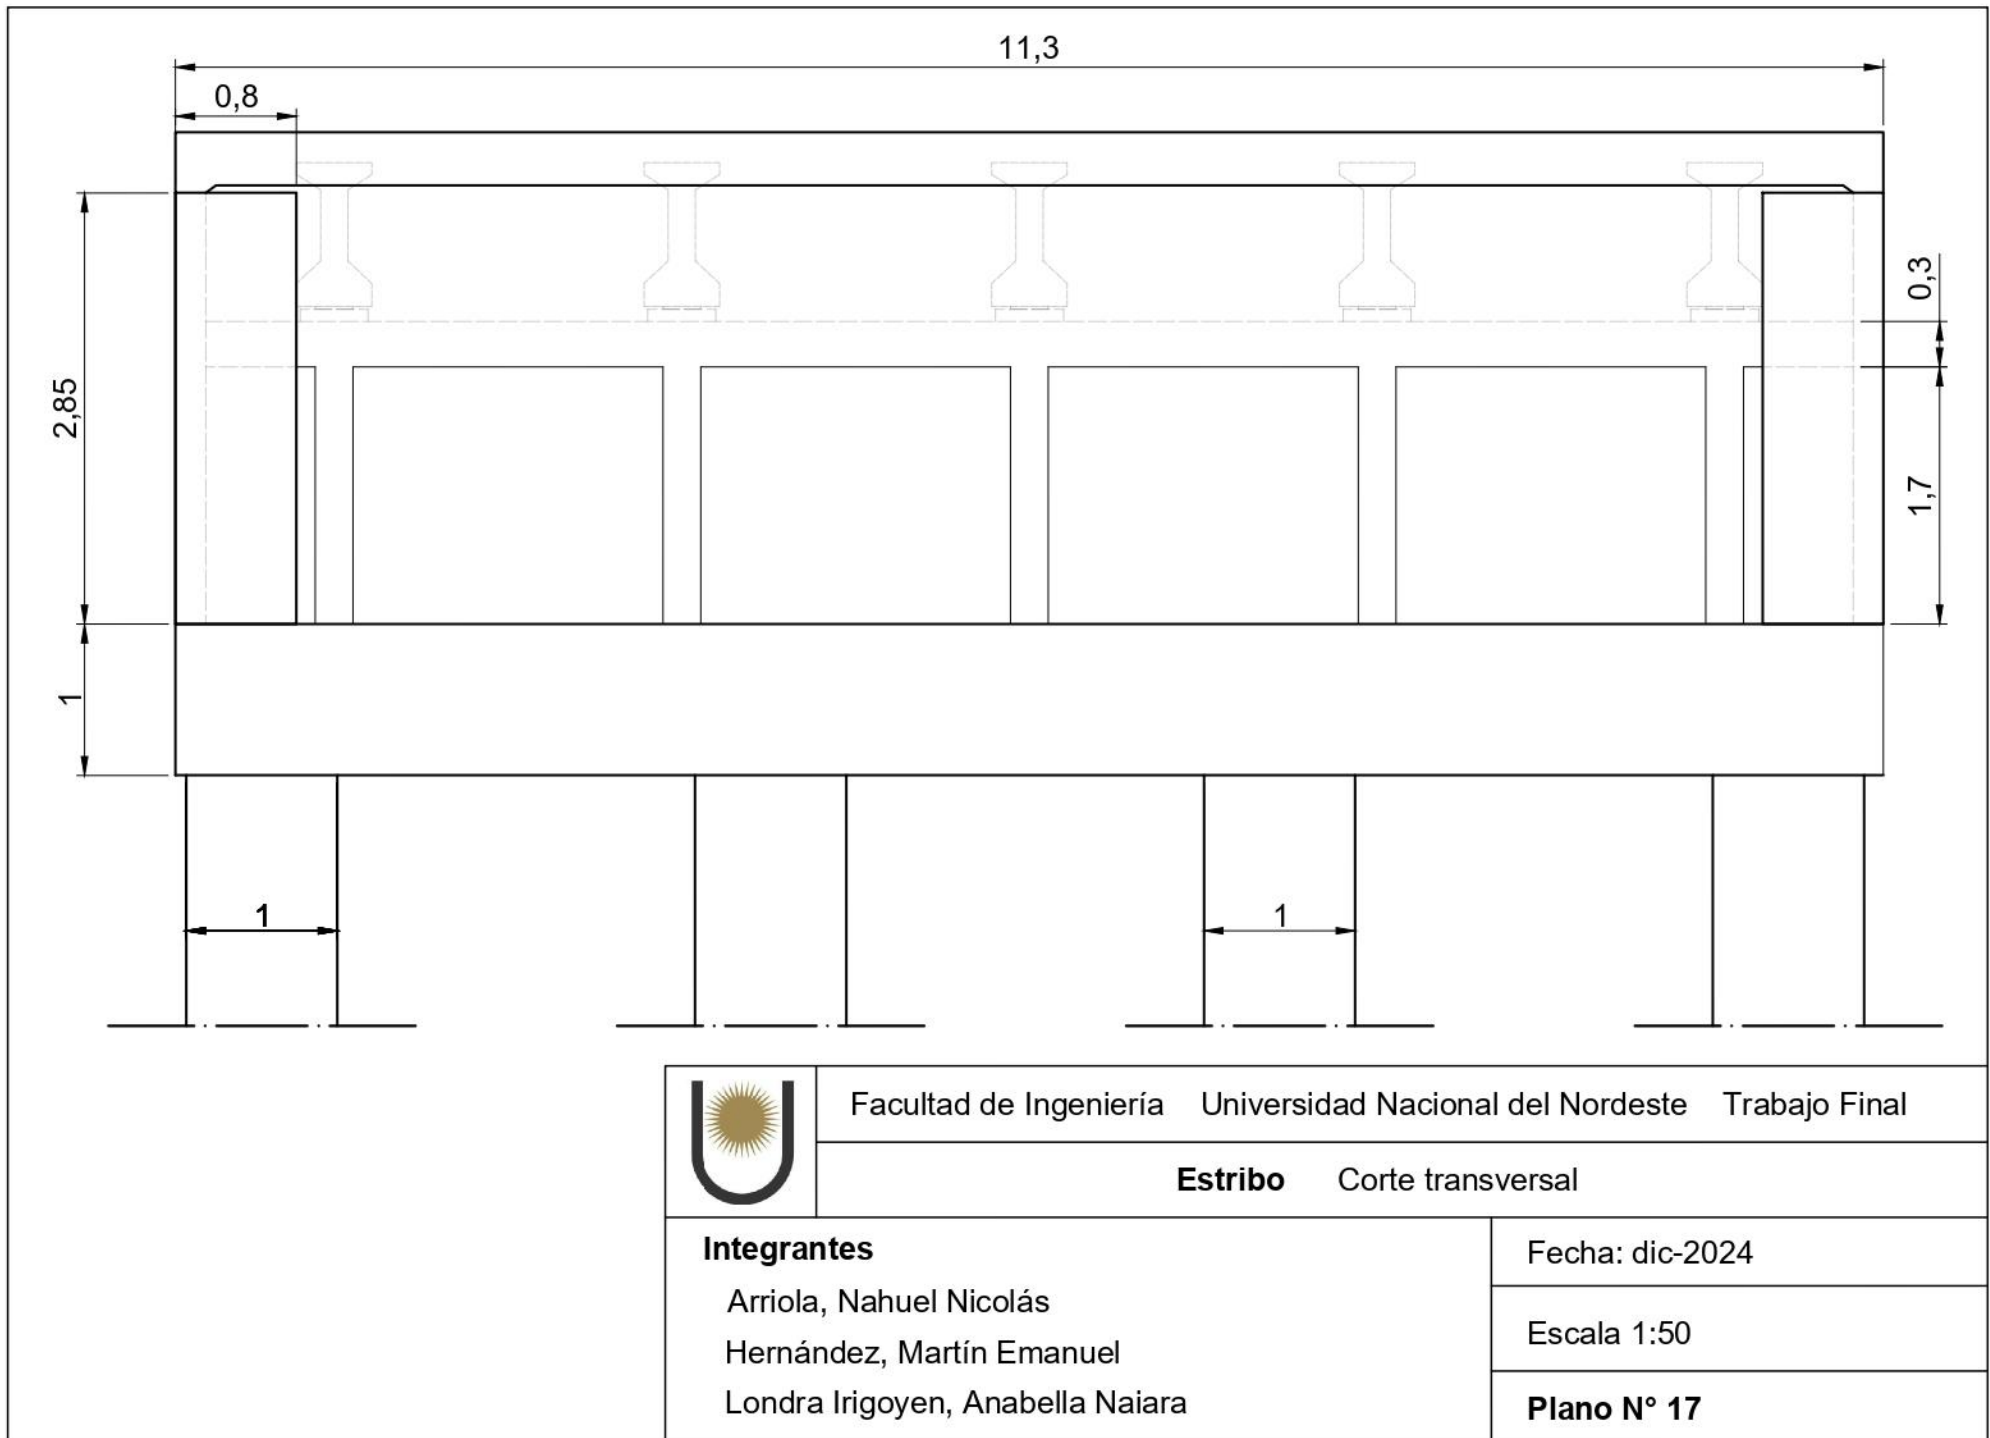 11,3
0,8
0,3
2,85
1,7
1
1
1
Facultad de Ingeniería Universidad Nacional del Nordeste Trabajo Final
Estribo Corte transversal
Integrantes
Arriola, Nahuel Nicolás
Hernández, Martín Emanuel
Londra Irigoyen, Anabella Naiara
Fecha: dic-2024
Escala 1:50
Plano N° 17